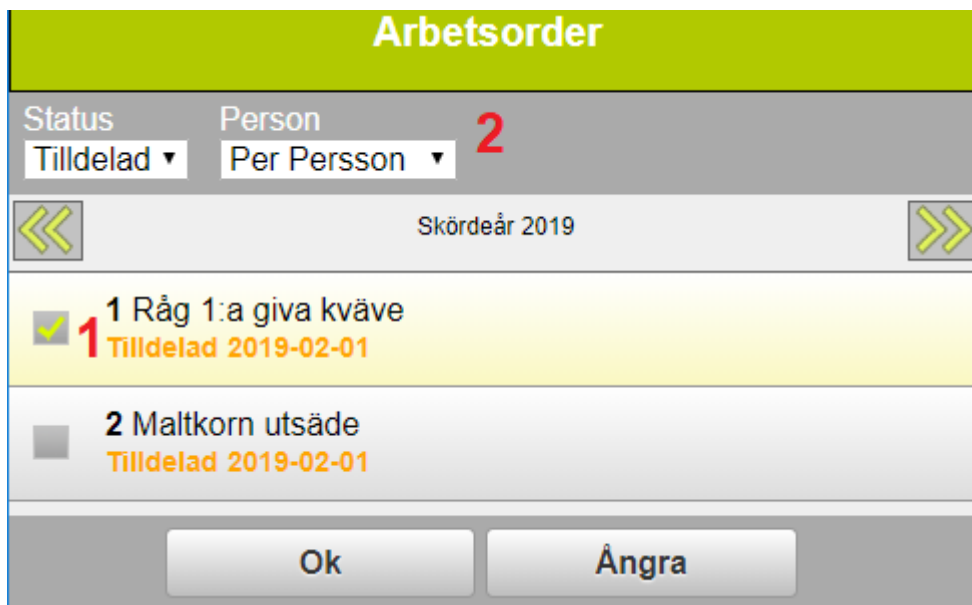 Arbetsorder
Status Person
Tilldelad Per Persson 2
Skördeår 2019
1 Råg 1:a giva kväve
1 Tilldelad 2019-02-01
2 Maltkorn utsäde
Tilldelad 2019-02-01
Ok Ångra